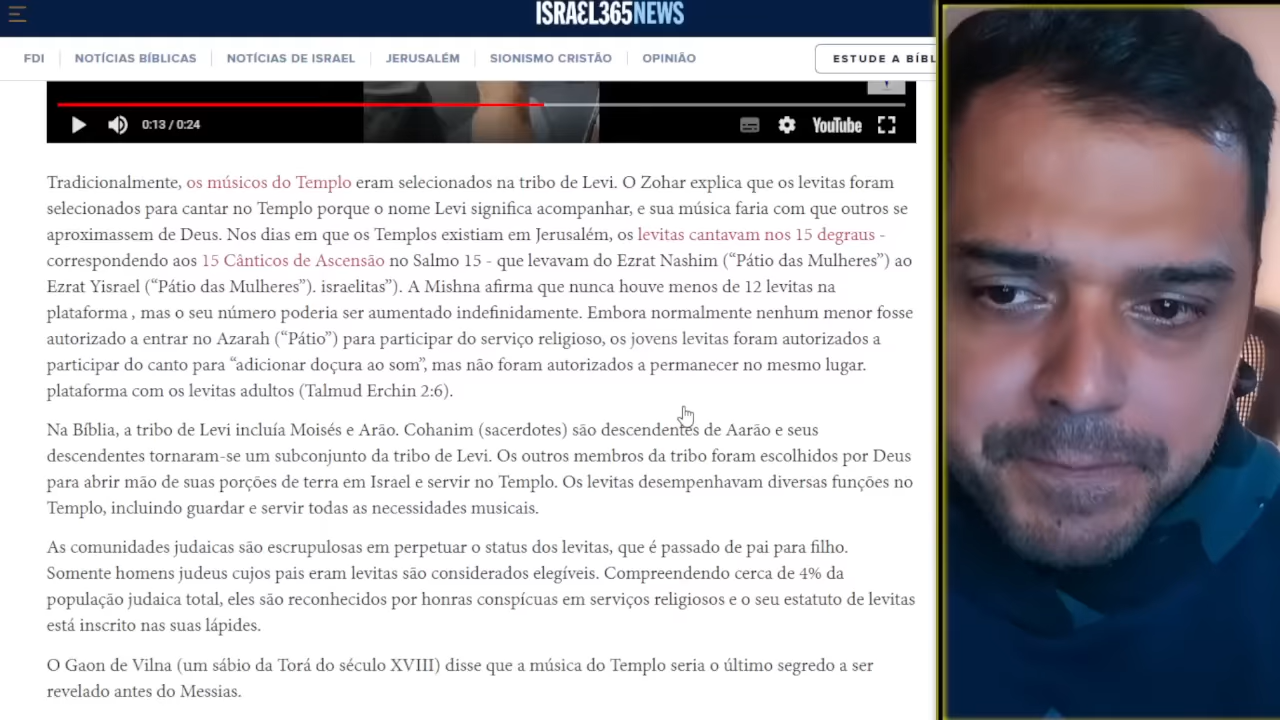 ISRAEL365NEWS
FDI
NOTÍCIAS BÍBLICAS
NOTÍCIAS DE ISRAEL
JERUSALÉM
SIONISMO CRISTÃO
OPINIÃO
ESTUDE A BÍBL
0:13 / 0:24
YouTube
Tradicionalmente, os músicos do Templo eram selecionados na tribo de Levi. O Zohar explica que os levitas foram
selecionados para cantar no Templo porque o nome Levi significa acompanhar, e sua música faria com que outros se
aproximassem de Deus. Nos dias em que os Templos existiam em Jerusalém, os levitas cantavam nos 15 degraus -
correspondendo aos 15 Cânticos de Ascensão no Salmo 15 - que levavam do Ezrat Nashim (“Pátio das Mulheres”) ao
Ezrat Yisrael (“Pátio das Mulheres”). israelitas”). A Mishna afirma que nunca houve menos de 12 levitas na
plataforma , mas o seu número poderia ser aumentado indefinidamente. Embora normalmente nenhum menor fosse
autorizado a entrar no Azarah (“Pátio”) para participar do serviço religioso, os jovens levitas foram autorizados a
participar do canto para “adicionar doçura ao som”, mas não foram autorizados a permanecer no mesmo lugar.
plataforma com os levitas adultos (Talmud Erchin 2:6).
Na Bíblia, a tribo de Levi incluía Moisés e Arão. Cohanim (sacerdotes) são descendentes de Aarão e seus
descendentes tornaram-se um subconjunto da tribo de Levi. Os outros membros da tribo foram escolhidos por Deus
para abrir mão de suas porções de terra em Israel e servir no Templo. Os levitas desempenhavam diversas funções no
Templo, incluindo guardar e servir todas as necessidades musicais.
As comunidades judaicas são escrupulosas em perpetuar o status dos levitas, que é passado de pai para filho.
Somente homens judeus cujos pais eram levitas são considerados elegíveis. Compreendendo cerca de 4% da
população judaica total, eles são reconhecidos por honras conspícuas em serviços religiosos e o seu estatuto de levitas
está inscrito nas suas lápides.
O Gaon de Vilna (um sábio da Torá do século XVIII) disse que a música do Templo seria o último segredo a ser
revelado antes do Messias.